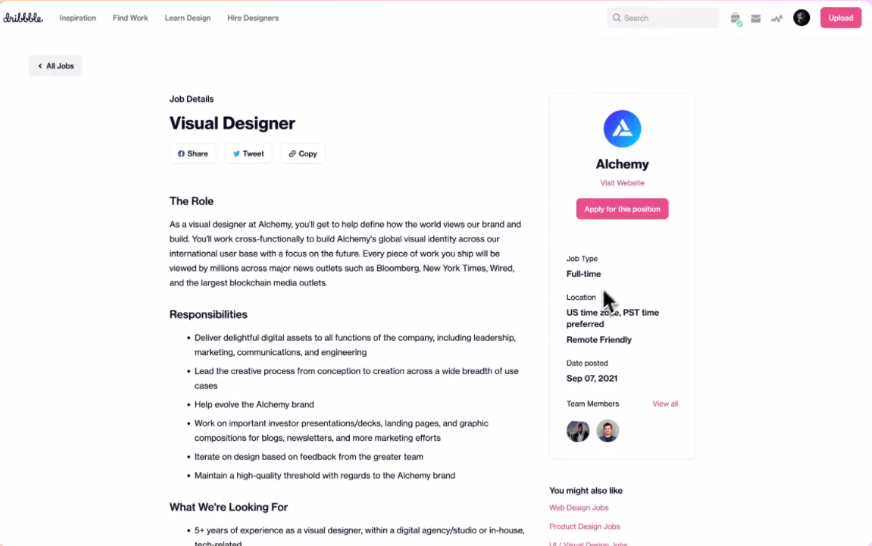 dribbble
Inspiration
Find Work
Learn Design
Hire Designers
Search
Upload
All Jobs
Job Details
Visual Designer
Share
Tweet
Copy
The Role
As a visual designer at Alchemy, you'll get to help define how the world views our brand and
build. You'll work cross-functionally to build Alchemy's global visual identity across our
international user base with a focus on the future. Every piece of work you ship will be
viewed by millions across major news outlets such as Bloomberg, New York Times, Wired,
and the largest blockchain media outlets.
Responsibilities
Deliver delightful digital assets to all functions of the company, including leadership,
marketing, communications, and engineering
Lead the creative process from conception to creation across a wide breadth of use
cases
Help evolve the Alchemy brand
Work on important investor presentations/decks, landing pages, and graphic
compositions for blogs, newsletters, and more marketing efforts
Iterate on design based on feedback from the greater team
Maintain a high-quality threshold with regards to the Alchemy brand
What We're Looking For
5+ years of experience as a visual designer, within a digital agency/studio or in-house,
tech-related
Alchemy
Visit Website
Apply for this position
Job Type
Full-time
Location
US time zone, PST time
preferred
Remote Friendly
Date posted
Sep 07, 2021
Team Members
View all
You might also like
Web Design Jobs
Product Design Jobs
UI / Visual Design Jobs